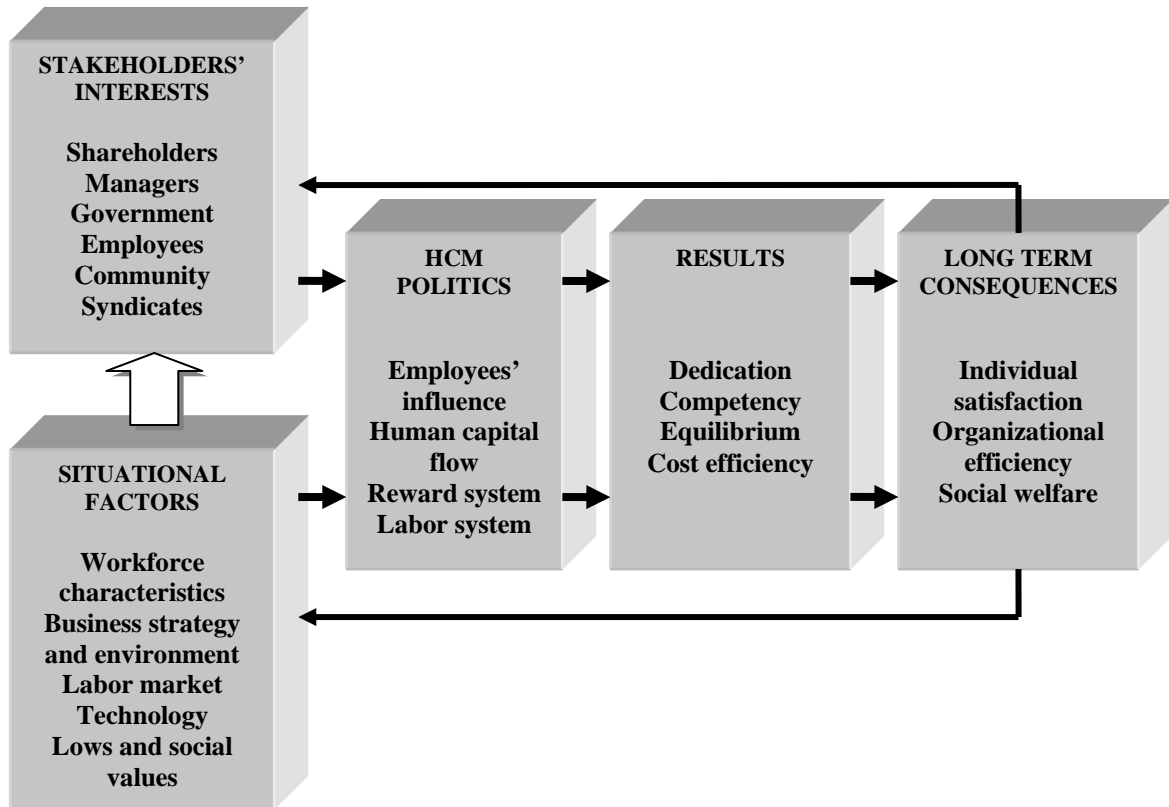 STAKEHOLDERS’
INTERESTS
Shareholders
Managers
Government
Employees
Community
Syndicates
SITUATIONAL
FACTORS
Workforce
characteristics
Business strategy
and environment
Labor market
Technology
Lows and social
values
HCM
POLITICS
Employees’
influence
Human capital
flow
Reward system
Labor system
RESULTS
Dedication
Competency
Equilibrium
Cost efficiency
LONG TERM
CONSEQUENCES
Individual
satisfaction
Organizational
efficiency
Social welfare